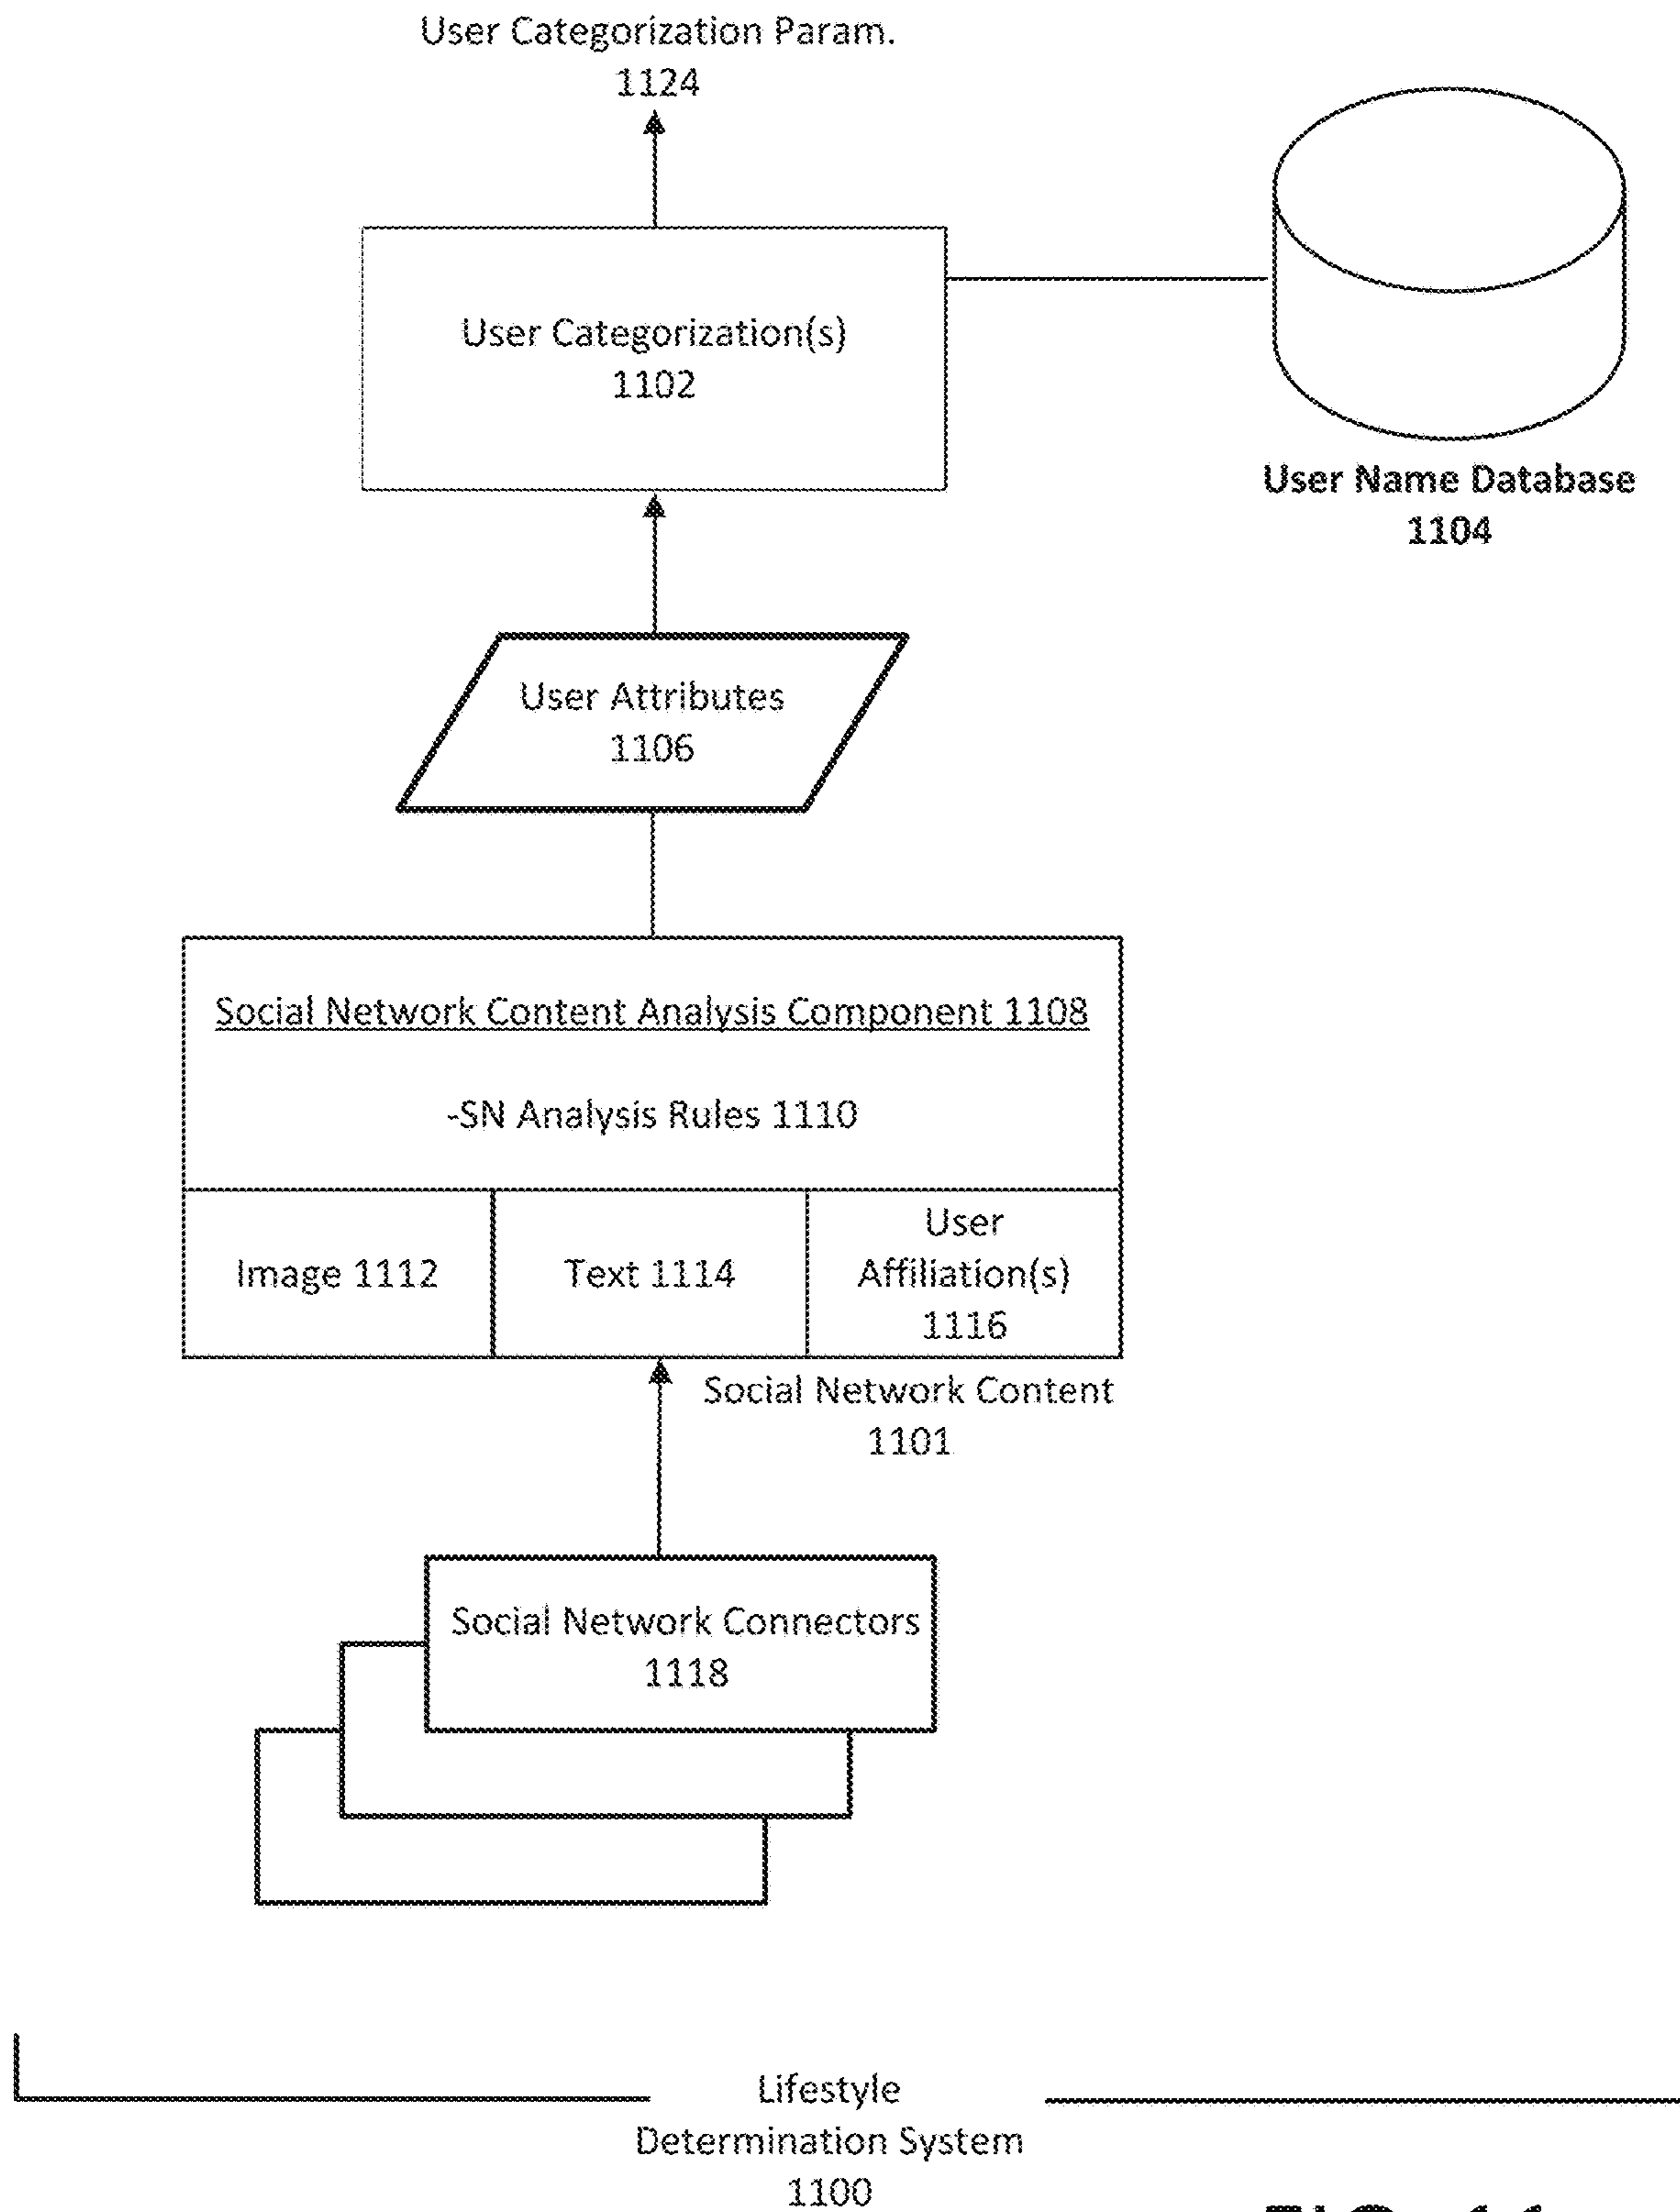 User Categorization Param.
1124
User Categorization(s)
1102
User Name Database
1104
User Attributes
1106
Social Network Content Analysis Component 1108
-SN Analysis Rules 1110
Image 1112
Text 1114
User
Affiliation(s)
1116
Social Network Content
1101
Social Network Connectors
1118
Lifestyle
Determination System
1100